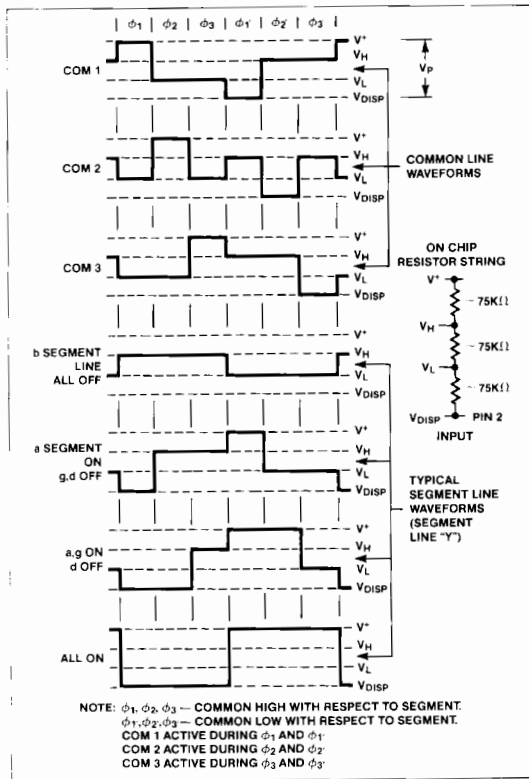 ϕ1 ϕ2 ϕ3 ϕ1' ϕ2' ϕ3'
COM 1
V+
VH
VL
VDISP
VP
COM 2
V+
VH
VL
VDISP
COMMON LINE
WAVEFORMS
COM 3
V+
VH
VL
VDISP
ON CHIP
RESISTOR STRING
V+
~75KΩ
VH
~75KΩ
VL
~75KΩ
VDISP
PIN 2
INPUT
b SEGMENT
LINE
ALL OFF
V+
VH
VL
VDISP
a SEGMENT
ON
g,d OFF
V+
VH
VL
VDISP
TYPICAL
SEGMENT LINE
WAVEFORMS
(SEGMENT
LINE "Y")
a,g ON
d OFF
V+
VH
VL
VDISP
ALL ON
V+
VH
VL
VDISP
NOTE: ϕ1, ϕ2, ϕ3 — COMMON HIGH WITH RESPECT TO SEGMENT.
ϕ1', ϕ2', ϕ3' — COMMON LOW WITH RESPECT TO SEGMENT.
COM 1 ACTIVE DURING ϕ1 AND ϕ1'
COM 2 ACTIVE DURING ϕ2 AND ϕ2'
COM 3 ACTIVE DURING ϕ3 AND ϕ3'